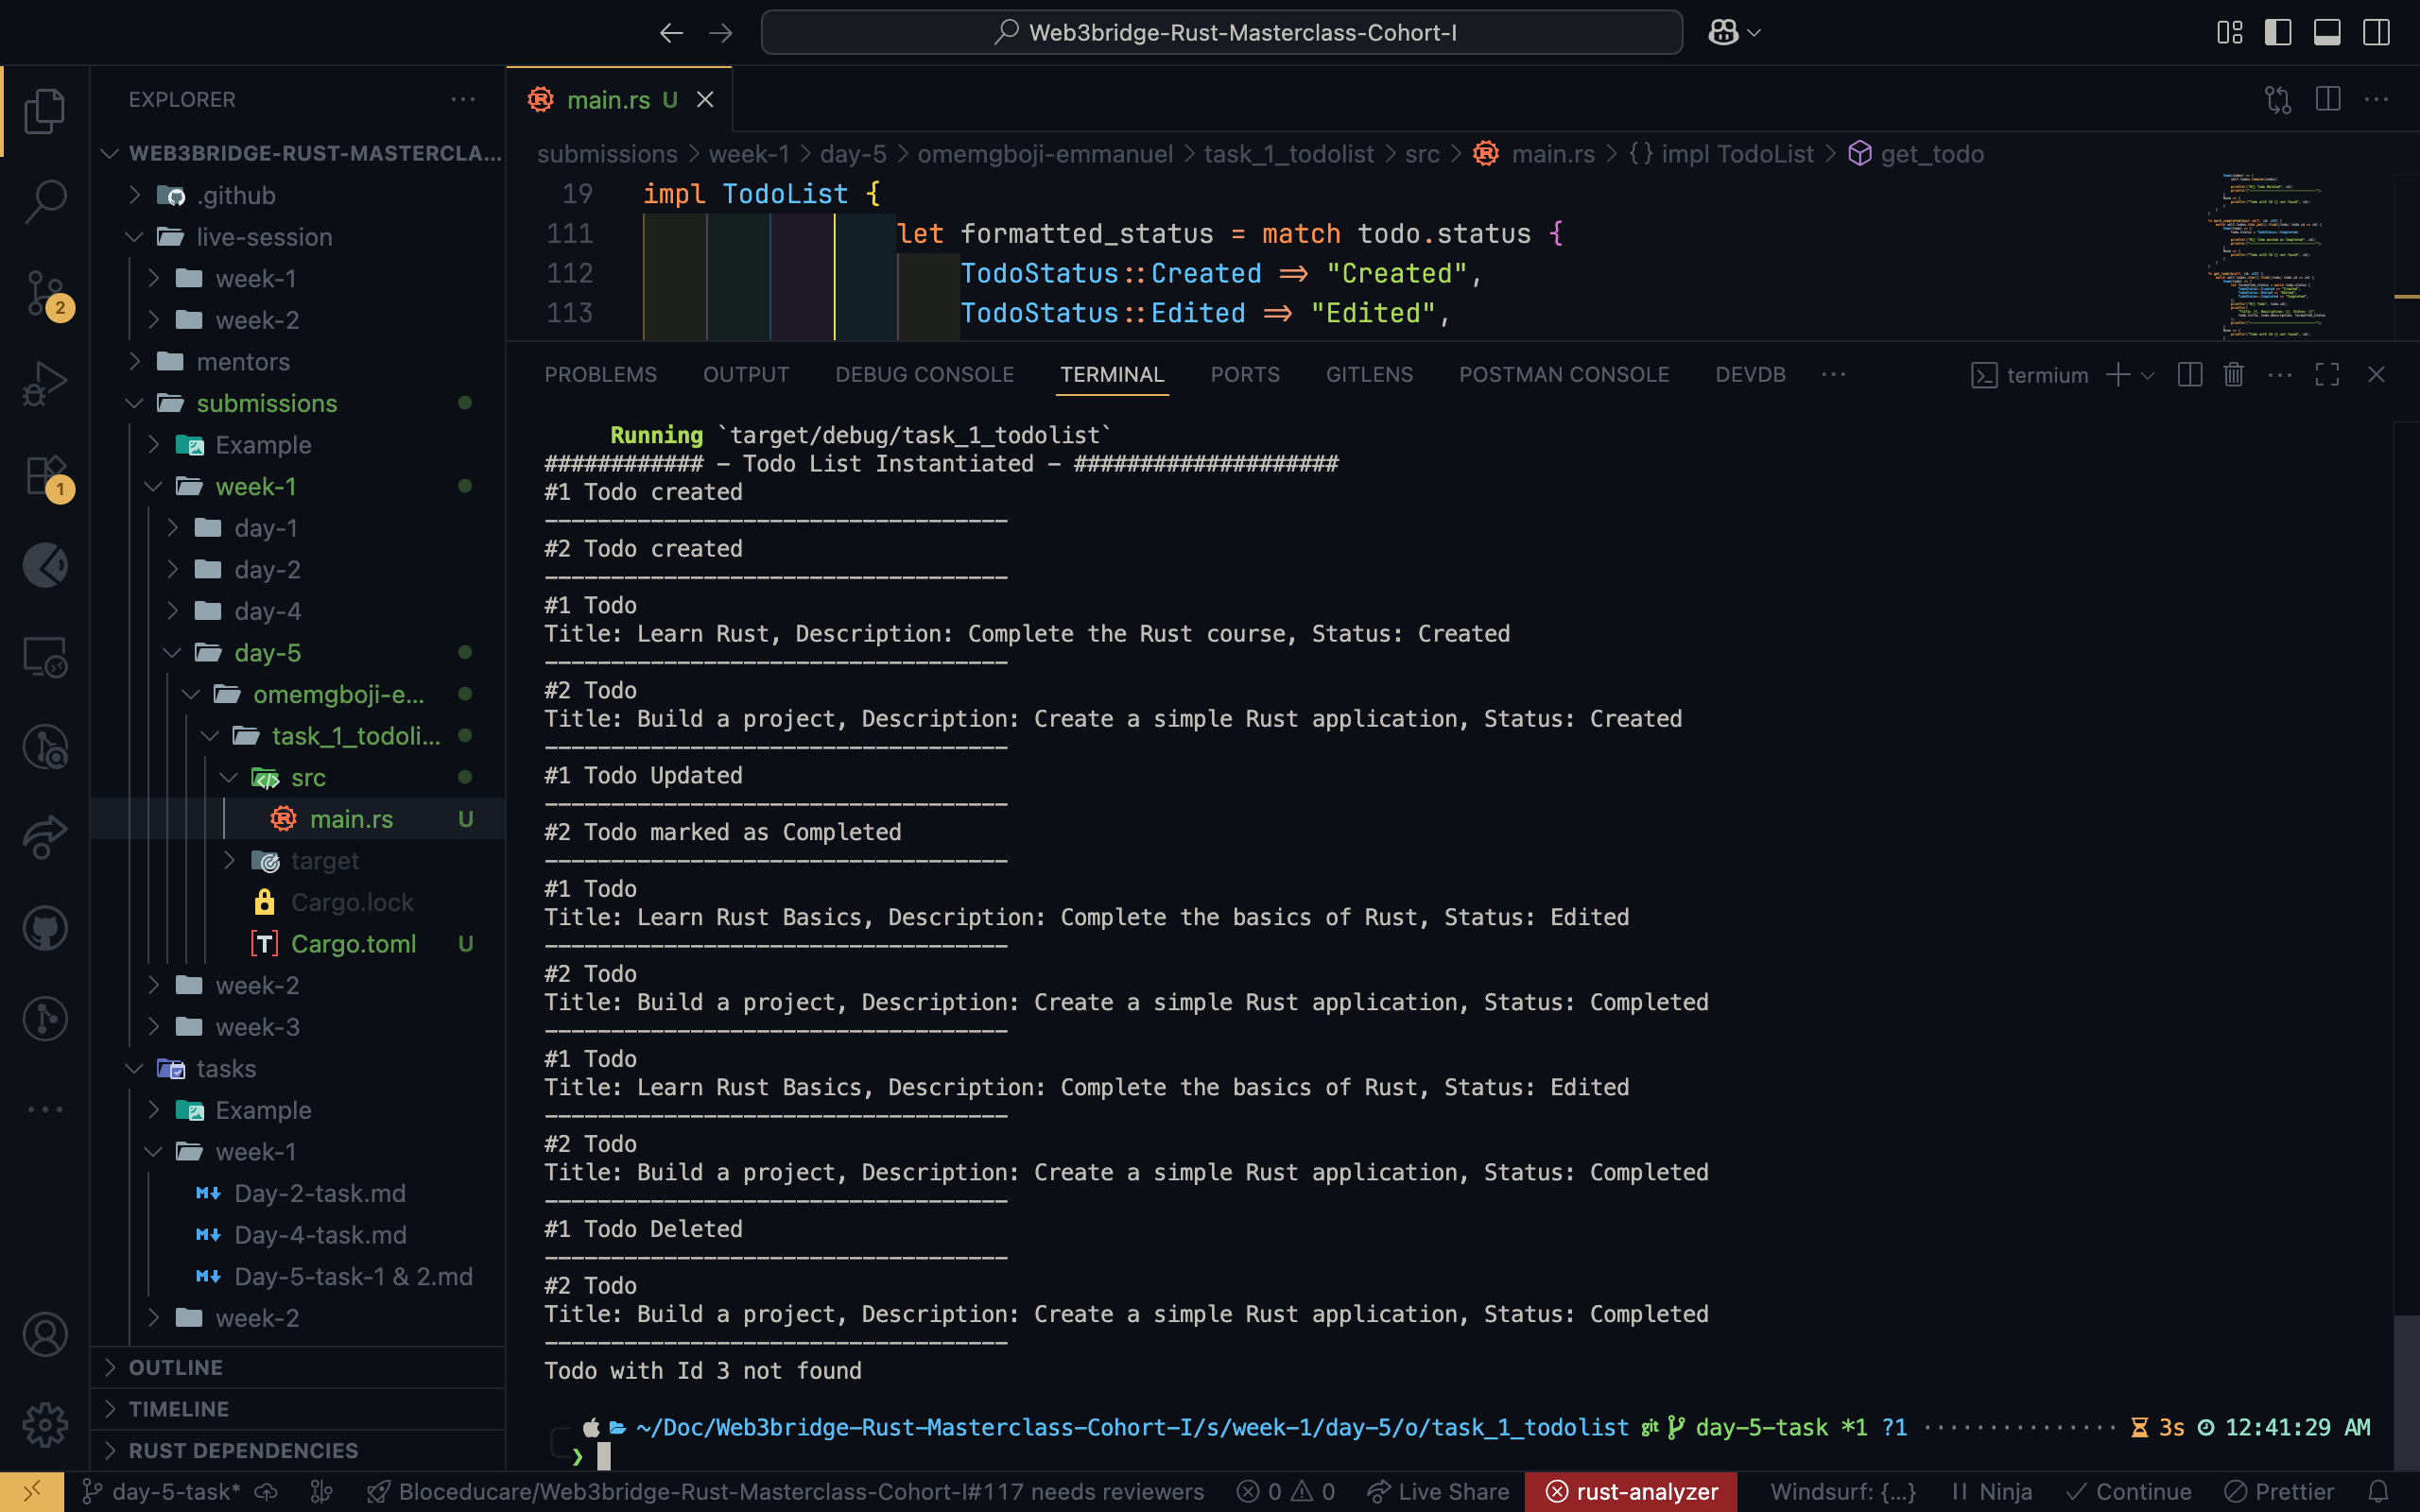 Web3bridge-Rust-Masterclass-Cohort-I
EXPLORER
WEB3BRIDGE-RUST-MASTERCLA...
.github
live-session
week-1
week-2
mentors
submissions
Example
week-1
day-1
day-2
day-4
day-5
omemgboji-e...
task_1_todoli...
src
main.rs U
target
Cargo.lock
Cargo.toml U
week-2
week-3
tasks
Example
week-1
Day-2-task.md
Day-4-task.md
Day-5-task-1 & 2.md
week-2
OUTLINE
TIMELINE
RUST DEPENDENCIES
2
1
main.rs U
submissions > week-1 > day-5 > omemgboji-emmanuel > task_1_todolist > src > main.rs > {} impl TodoList > get_todo
19 impl TodoList {
111 let formatted_status = match todo.status {
112 TodoStatus::Created => "Created",
113 TodoStatus::Edited => "Edited",
PROBLEMS OUTPUT DEBUG CONSOLE TERMINAL PORTS GITLENS POSTMAN CONSOLE DEVDB ... termium
Running `target/debug/task_1_todolist`
############ - Todo List Instantiated - ####################
#1 Todo created
-----------------------------------
#2 Todo created
-----------------------------------
#1 Todo
Title: Learn Rust, Description: Complete the Rust course, Status: Created
-----------------------------------
#2 Todo
Title: Build a project, Description: Create a simple Rust application, Status: Created
-----------------------------------
#1 Todo Updated
-----------------------------------
#2 Todo marked as Completed
-----------------------------------
#1 Todo
Title: Learn Rust Basics, Description: Complete the basics of Rust, Status: Edited
-----------------------------------
#2 Todo
Title: Build a project, Description: Create a simple Rust application, Status: Completed
-----------------------------------
#1 Todo
Title: Learn Rust Basics, Description: Complete the basics of Rust, Status: Edited
-----------------------------------
#2 Todo
Title: Build a project, Description: Create a simple Rust application, Status: Completed
-----------------------------------
#1 Todo Deleted
-----------------------------------
#2 Todo
Title: Build a project, Description: Create a simple Rust application, Status: Completed
-----------------------------------
Todo with Id 3 not found
~/Doc/Web3bridge-Rust-Masterclass-Cohort-I/s/week-1/day-5/o/task_1_todolist git day-5-task *1 ?1 ··············· 3s 12:41:29 AM
❯
day-5-task* Bloceducare/Web3bridge-Rust-Masterclass-Cohort-I#117 needs reviewers 0 0 Live Share rust-analyzer Windsurf: {...} Ninja Continue Prettier